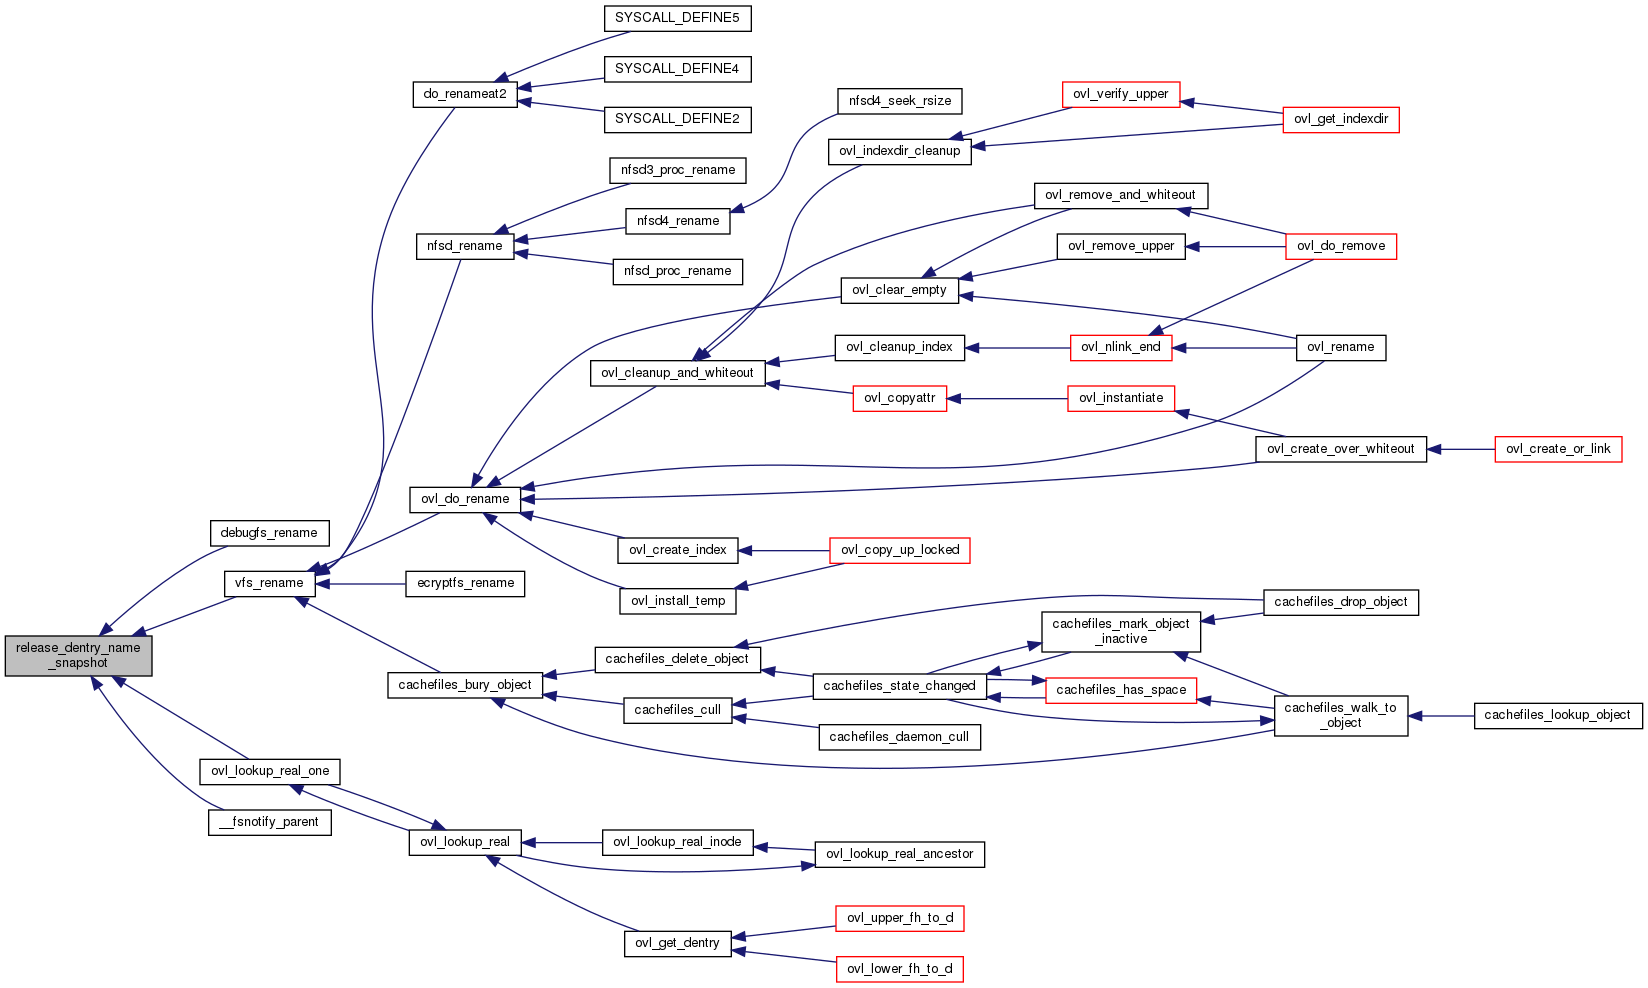 SYSCALL_DEFINE5
SYSCALL_DEFINE4
do_renameat2
nfsd4_seek_rsize
ovl_verify_upper
SYSCALL_DEFINE2
ovl_get_indexdir
ovl_indexdir_cleanup
nfsd3_proc_rename
ovl_remove_and_whiteout
nfsd4_rename
nfsd_rename
ovl_remove_upper
ovl_do_remove
nfsd_proc_rename
ovl_clear_empty
ovl_cleanup_index
ovl_nlink_end
ovl_rename
ovl_cleanup_and_whiteout
ovl_copyattr
ovl_instantiate
ovl_create_over_whiteout
ovl_create_or_link
ovl_do_rename
debugfs_rename
ovl_create_index
ovl_copy_up_locked
vfs_rename
ecryptfs_rename
ovl_install_temp
cachefiles_drop_object
cachefiles_mark_object
_inactive
release_dentry_name
_snapshot
cachefiles_delete_object
cachefiles_bury_object
cachefiles_state_changed
cachefiles_has_space
cachefiles_cull
cachefiles_walk_to
_object
cachefiles_lookup_object
cachefiles_daemon_cull
ovl_lookup_real_one
__fsnotify_parent
ovl_lookup_real
ovl_lookup_real_inode
ovl_lookup_real_ancestor
ovl_upper_fh_to_d
ovl_get_dentry
ovl_lower_fh_to_d